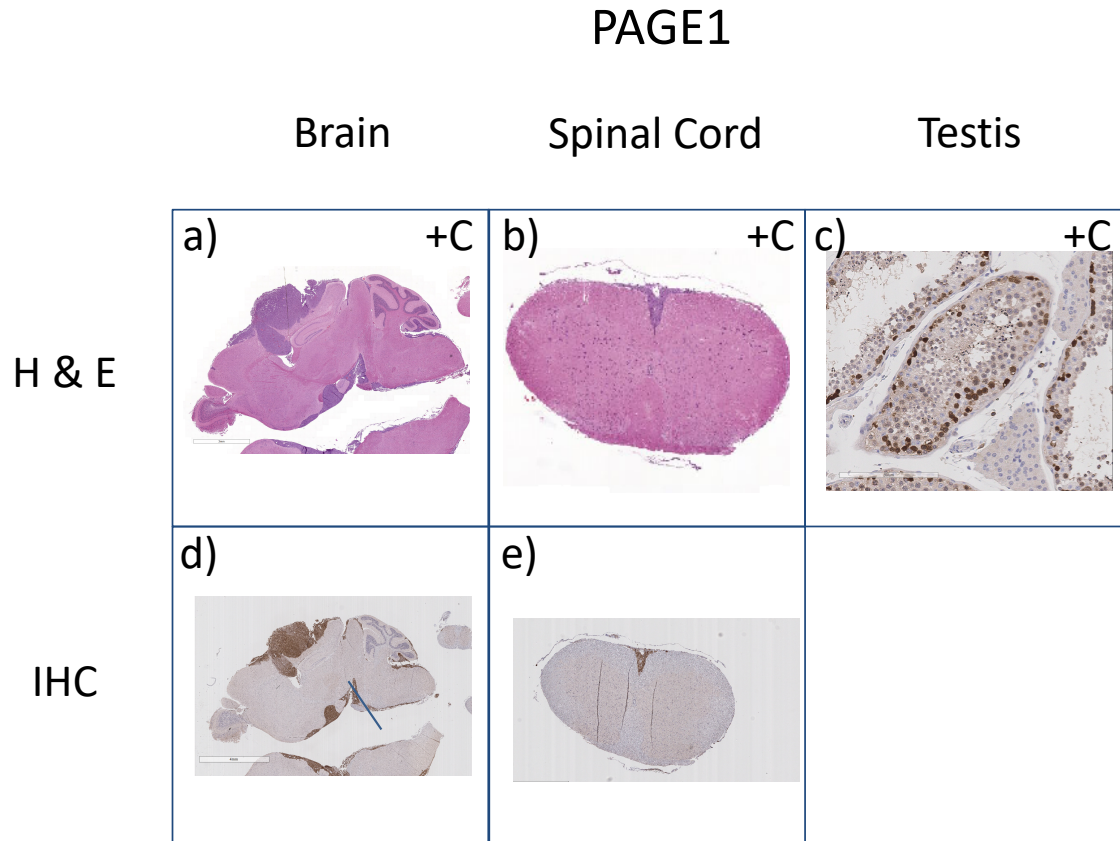 PAGE1
Brain Spinal Cord Testis
a) +C b) +C c) +C
H & E
d) e)
IHC